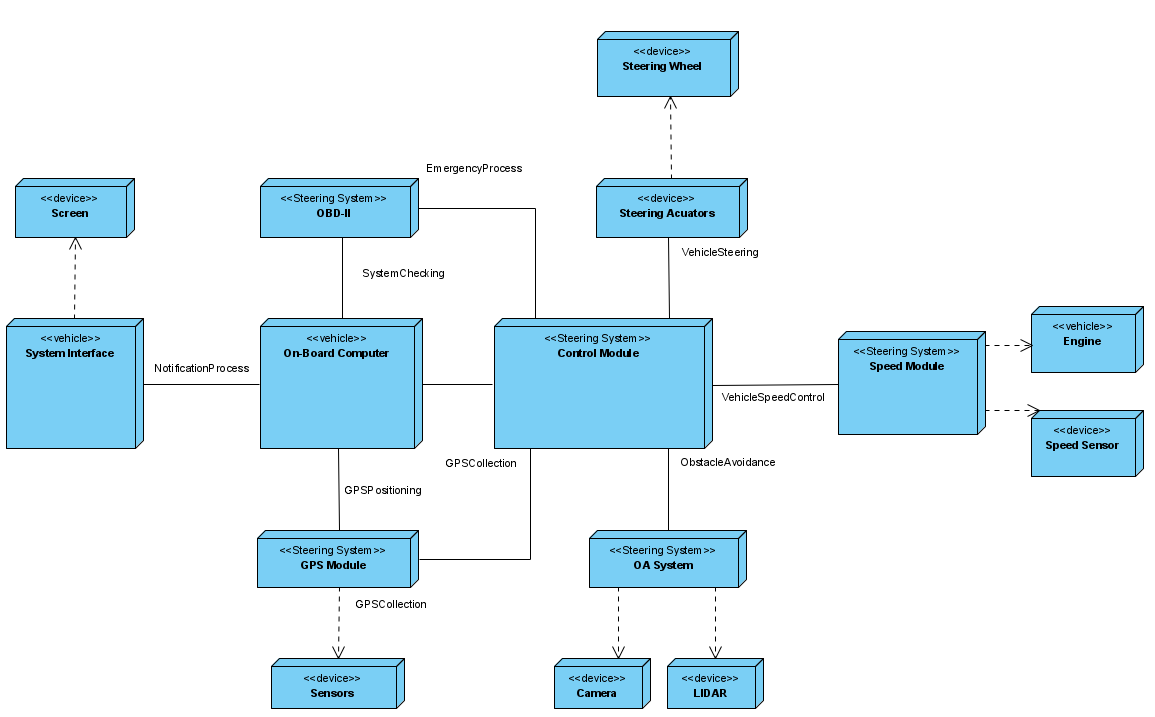 <<device>>
Steering Wheel
EmergencyProcess
<<device>>
Screen
<<Steering System>>
OBD-II
<<device>>
Steering Acuators
VehicleSteering
SystemChecking
<<vehicle>>
System Interface
NotificationProcess
<<vehicle>>
On-Board Computer
<<Steering System>>
Control Module
VehicleSpeedControl
<<Steering System>>
Speed Module
<<vehicle>>
Engine
<<device>>
Speed Sensor
GPSCollection
ObstacleAvoidance
GPSPositioning
<<Steering System>>
GPS Module
<<Steering System>>
OA System
GPSCollection
<<device>>
Sensors
<<device>>
Camera
<<device>>
LIDAR